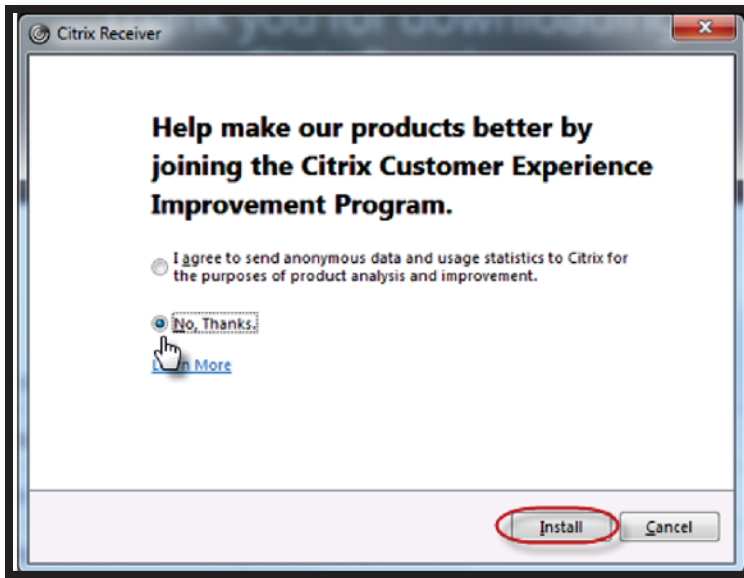 Citrix Receiver
Help make our products better by
joining the Citrix Customer Experience
Improvement Program.
I agree to send anonymous data and usage statistics to Citrix for
the purposes of product analysis and improvement.
No, Thanks.
More
Install
Cancel